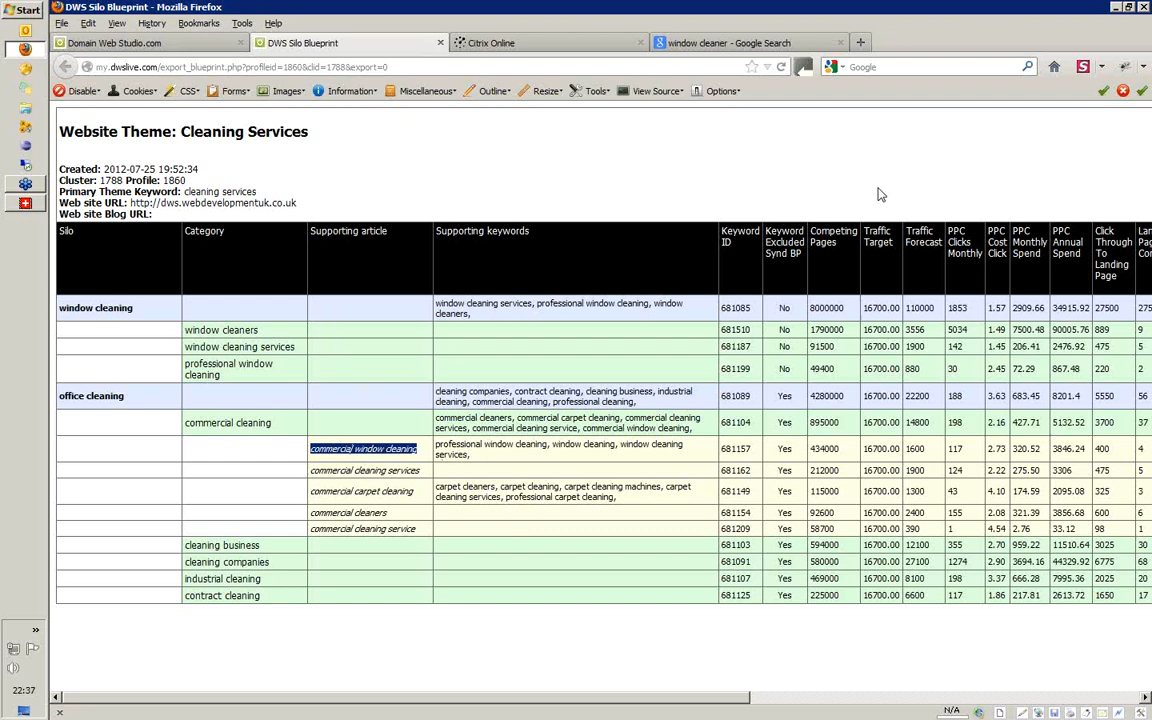 Start
DWS Silo Blueprint - Mozilla Firefox
File Edit View History Bookmarks Tools Help
Domain Web Studio.com
DWS Silo Blueprint
Citrix Online
window cleaner - Google Search
my.dwslive.com/export_blueprint.php?profileid=1860&clid=1788&export=0
Google
Disable Cookies CSS Forms Images Information Miscellaneous Outline Resize Tools View Source Options
Website Theme: Cleaning Services
Created: 2012-07-25 19:52:34
Cluster: 1788 Profile: 1860
Primary Theme Keyword: cleaning services
Web site URL: http://dws.webdevelopmentuk.co.uk
Web site Blog URL:
Silo Category Supporting article Supporting keywords Keyword ID Keyword Excluded Synd BP Competing Pages Traffic Target Traffic Forecast PPC Clicks Monthly PPC Cost Click PPC Monthly Spend PPC Annual Spend Click Through To Landing Page
window cleaning window cleaning services, professional window cleaning, window cleaners, 681085 No 8000000 16700.00 110000 1853 1.57 2909.66 34915.92 27500
window cleaners 681510 No 1790000 16700.00 3556 5034 1.49 7500.48 90005.76 889 9
window cleaning services 681187 No 91500 16700.00 1900 142 1.45 206.41 2476.92 475 5
professional window cleaning 681199 No 49400 16700.00 880 30 2.45 72.29 867.48 220 2
office cleaning cleaning companies, contract cleaning, cleaning business, industrial cleaning, commercial cleaning, professional cleaning, 681089 Yes 4280000 16700.00 22200 188 3.63 683.45 8201.4 5550 56
commercial cleaning commercial cleaners, commercial carpet cleaning, commercial cleaning services, commercial cleaning service, commercial window cleaning, 681104 Yes 895000 16700.00 14800 198 2.16 427.71 5132.52 3700 37
commercial window cleaning professional window cleaning, window cleaning, window cleaning services, 681157 Yes 434000 16700.00 1600 117 2.73 320.52 3846.24 400 4
commercial cleaning services 681162 Yes 212000 16700.00 1900 124 2.22 275.50 3306 475 5
commercial carpet cleaning carpet cleaners, carpet cleaning, carpet cleaning machines, carpet cleaning services, professional carpet cleaning, 681149 Yes 115000 16700.00 1300 43 4.10 174.59 2095.08 325 3
commercial cleaners 681154 Yes 92600 16700.00 2400 155 2.08 321.39 3856.68 600 6
commercial cleaning service 681209 Yes 58700 16700.00 390 1 4.54 2.76 33.12 98 1
cleaning business 681103 Yes 594000 16700.00 12100 355 2.70 959.22 11510.64 3025 30
cleaning companies 681091 Yes 580000 16700.00 27100 1274 2.90 3694.16 44329.92 6775 68
industrial cleaning 681107 Yes 469000 16700.00 8100 198 3.37 666.28 7995.36 2025 20
contract cleaning 681125 Yes 225000 16700.00 6600 117 1.86 217.81 2613.72 1650 17
22:37
N/A